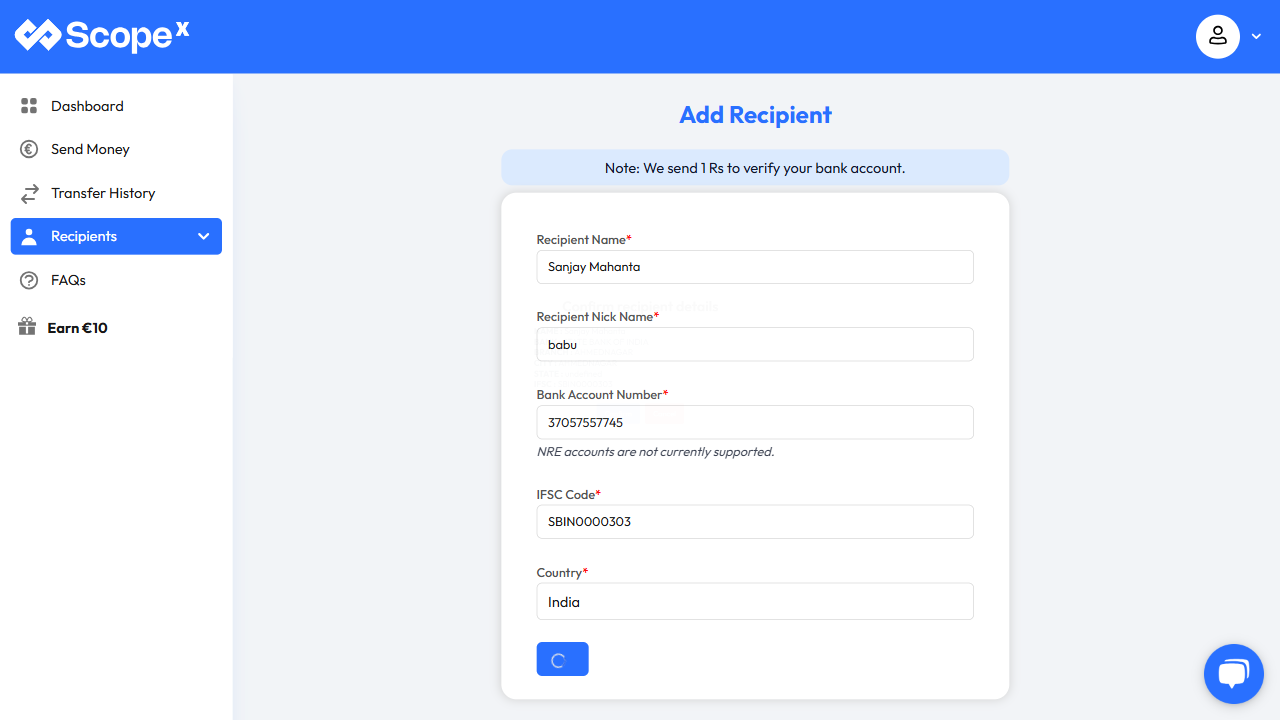 Scope X
Dashboard
Send Money
Transfer History
Recipients
FAQs
Earn €10
Add Recipient
Note: We send 1 Rs to verify your bank account.
Recipient Name*
Sanjay Mahanta
Recipient Nick Name*
babu
Bank Account Number*
37057557745
NRE accounts are not currently supported.
IFSC Code*
SBIN0000303
Country*
India